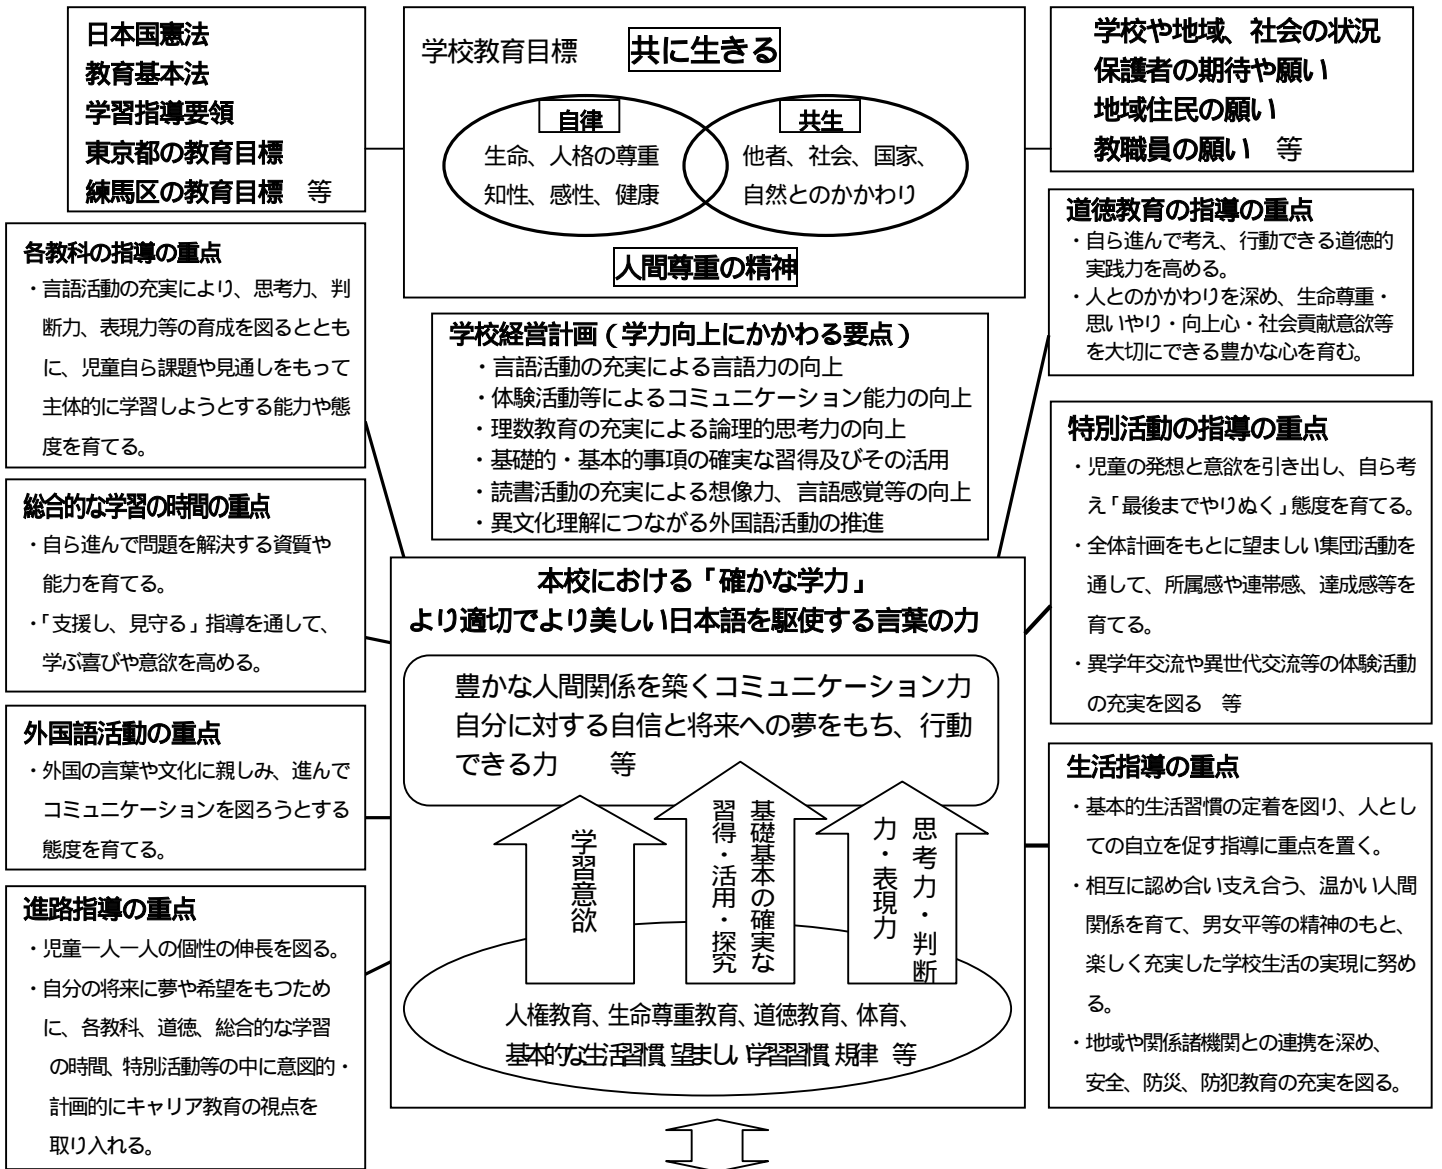 日本国憲法
教育基本法
学習指導要領
東京都の教育目標
練馬区の教育目標　等
学校教育目標　共に生きる
自律
生命、人格の尊重
知性、感性、健康
共生
他者、社会、国家、
自然とのかかわり
人間尊重の精神
学校や地域、社会の状況
保護者の期待や願い
地域住民の願い
教職員の願い　等
各教科の指導の重点
・言語活動の充実により、思考力、判
断力、表現力等の育成を図るととも
に、児童自ら課題や見通しをもって
主体的に学習しようとする能力や態
度を育てる。
総合的な学習の時間の重点
・自ら進んで問題を解決する資質や
能力を育てる。
・「支援し、見守る」指導を通して、
学ぶ喜びや意欲を高める。
外国語活動の重点
・外国の言葉や文化に親しみ、進んで
コミュニケーションを図ろうとする
態度を育てる。
進路指導の重点
・児童一人一人の個性の伸長を図る。
・自分の将来に夢や希望をもつため
に、各教科、道徳、総合的な学習
の時間、特別活動等の中に意図的・
計画的にキャリア教育の視点を
取り入れる。
学校経営計画（学力向上にかかわる要点）
・言語活動の充実による言語力の向上
・体験活動等によるコミュニケーション能力の向上
・理数教育の充実による論理的思考力の向上
・基礎的・基本的事項の確実な習得及びその活用
・読書活動の充実による想像力、言語感覚等の向上
・異文化理解につながる外国語活動の推進
本校における「確かな学力」
より適切でより美しい日本語を駆使する言葉の力
豊かな人間関係を築くコミュニケーション力
自分に対する自信と将来への夢をもち、行動
できる力　等
学習意欲
基礎基本の確実な
習得・活用・探究
思考力・判断
力・表現力
人権教育、生命尊重教育、道徳教育、体育、
基本的な生活習慣、望ましい学習習慣、規律　等
道徳教育の指導の重点
・自ら進んで考え、行動できる道徳的
実践力を高める。
・人とのかかわりを深め、生命尊重・
思いやり・向上心・社会貢献意欲等
を大切にできる豊かな心を育む。
特別活動の指導の重点
・児童の発想と意欲を引き出し、自ら考
え「最後までやりぬく」態度を育てる。
・全体計画をもとに望ましい集団活動を
通して、所属感や連帯感、達成感等を
育てる。
・異学年交流や異世代交流等の体験活動
の充実を図る　等
生活指導の重点
・基本的生活習慣の定着を図り、人とし
ての自立を促す指導に重点を置く。
・相互に認め合い支え合う、温かい人間
関係を育て、男女平等の精神のもと、
楽しく充実した学校生活の実現に努め
る。
・地域や関係諸機関との連携を深め、
安全、防災、防犯教育の充実を図る。